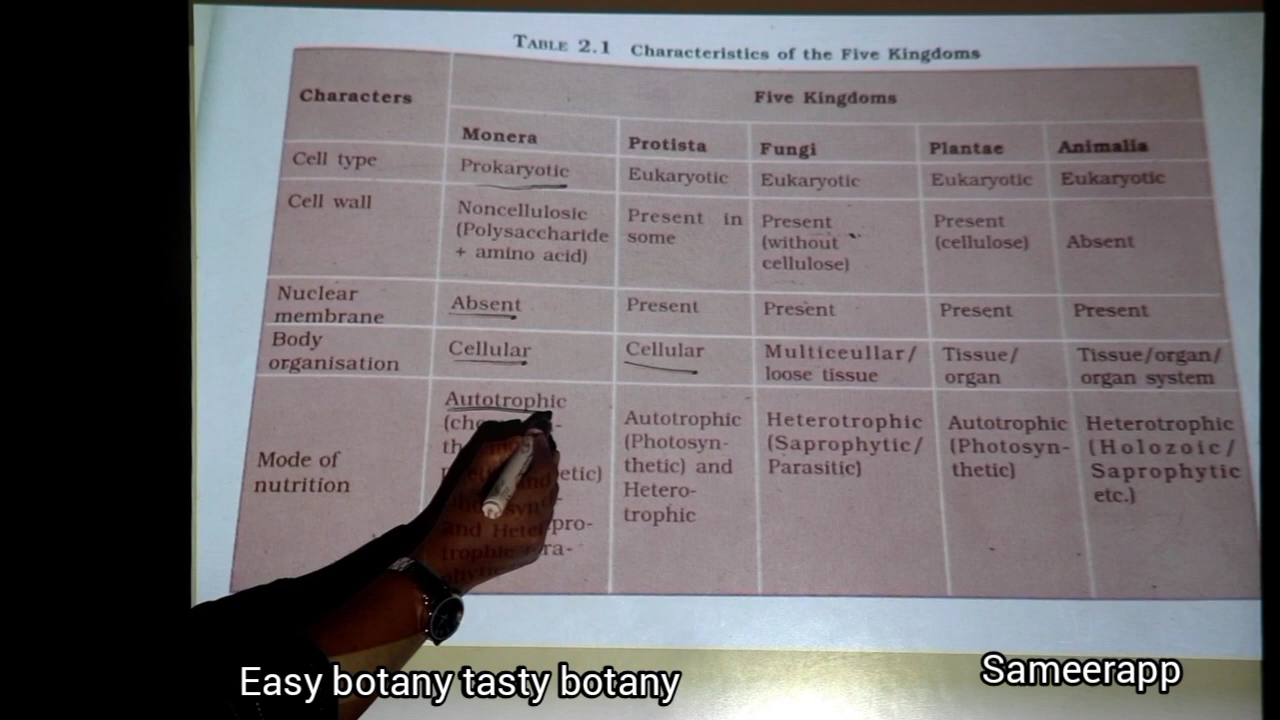 TABLE 2.1 Characteristics of the Five Kingdoms
Characters
Five Kingdoms
Monera
Protista
Fungi
Plantae
Animalia
Cell type
Prokaryotic
Eukaryotic
Eukaryotic
Eukaryotic
Eukaryotic
Cell wall
Noncellulosic
(Polysaccharide
+ amino acid)
Present in
some
Present
(without
cellulose)
Present
(cellulose)
Absent
Nuclear
membrane
Absent
Present
Present
Present
Present
Body
organisation
Cellular
Cellular
Multiceullar/
loose tissue
Tissue/
organ
Tissue/organ/
organ system
Mode of
nutrition
Autotrophic
etic)
and Hete pro-
trophic ra-
Autotrophic
(Photosyn-
thetic) and
Hetero-
trophic
Heterotrophic
(Saprophytic/
Parasitic)
Autotrophic
(Photosyn-
thetic)
Heterotrophic
(Holozoic/
Saprophytic
etc.)
Easy botany tasty botany
Sameerapp